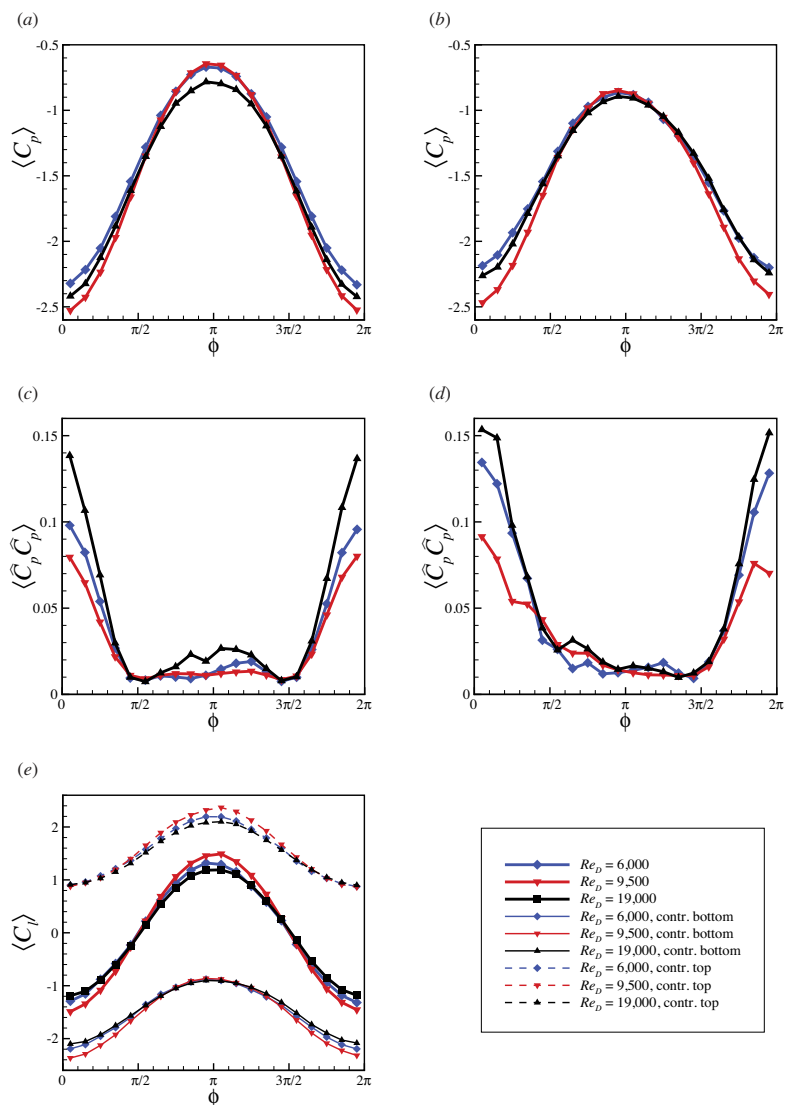 (a)
(b)
-0.5
-1
-1.5
-2
-2.5
⟨C_p⟩
0
π/2
π
3π/2
2π
ϕ
-0.5
-1
-1.5
-2
-2.5
⟨C_p⟩
0
π/2
π
3π/2
2π
ϕ
(c)
(d)
0.15
0.1
0.05
0
⟨Ĉ_p Ĉ_p⟩
0
π/2
π
3π/2
2π
ϕ
0.15
0.1
0.05
0
⟨Ĉ_p Ĉ_p⟩
0
π/2
π
3π/2
2π
ϕ
(e)
2
1
0
-1
-2
⟨C_l⟩
0
π/2
π
3π/2
2π
ϕ
Re_D = 6,000
Re_D = 9,500
Re_D = 19,000
Re_D = 6,000, contr. bottom
Re_D = 9,500, contr. bottom
Re_D = 19,000, contr. bottom
Re_D = 6,000, contr. top
Re_D = 9,500, contr. top
Re_D = 19,000, contr. top